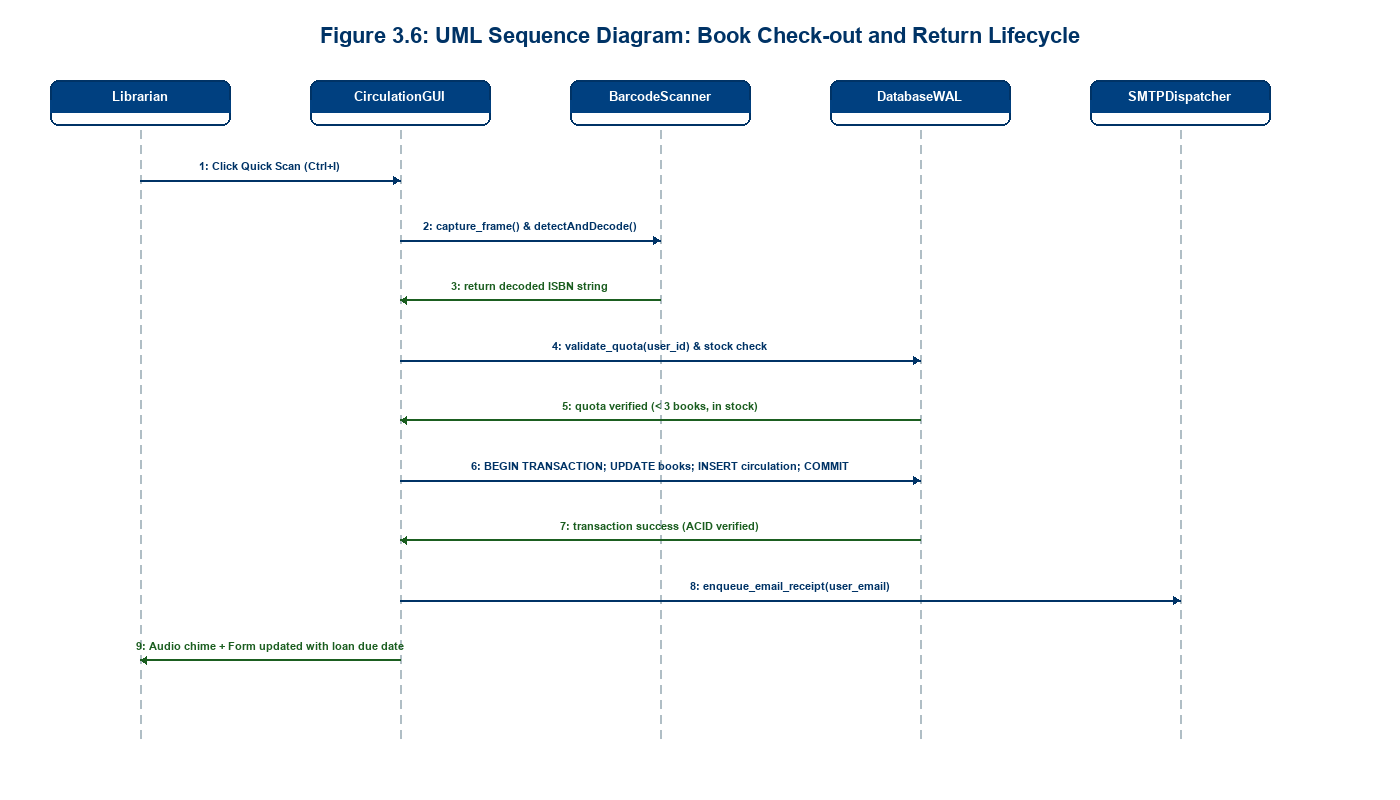 Figure 3.6: UML Sequence Diagram: Book Check-out and Return Lifecycle
Librarian
CirculationGUI
BarcodeScanner
DatabaseWAL
SMTPDispatcher
1: Click Quick Scan (Ctrl+I)
2: capture_frame() & detectAndDecode()
3: return decoded ISBN string
4: validate_quota(user_id) & stock check
5: quota verified (< 3 books, in stock)
6: BEGIN TRANSACTION; UPDATE books; INSERT circulation; COMMIT
7: transaction success (ACID verified)
8: enqueue_email_receipt(user_email)
9: Audio chime + Form updated with loan due date